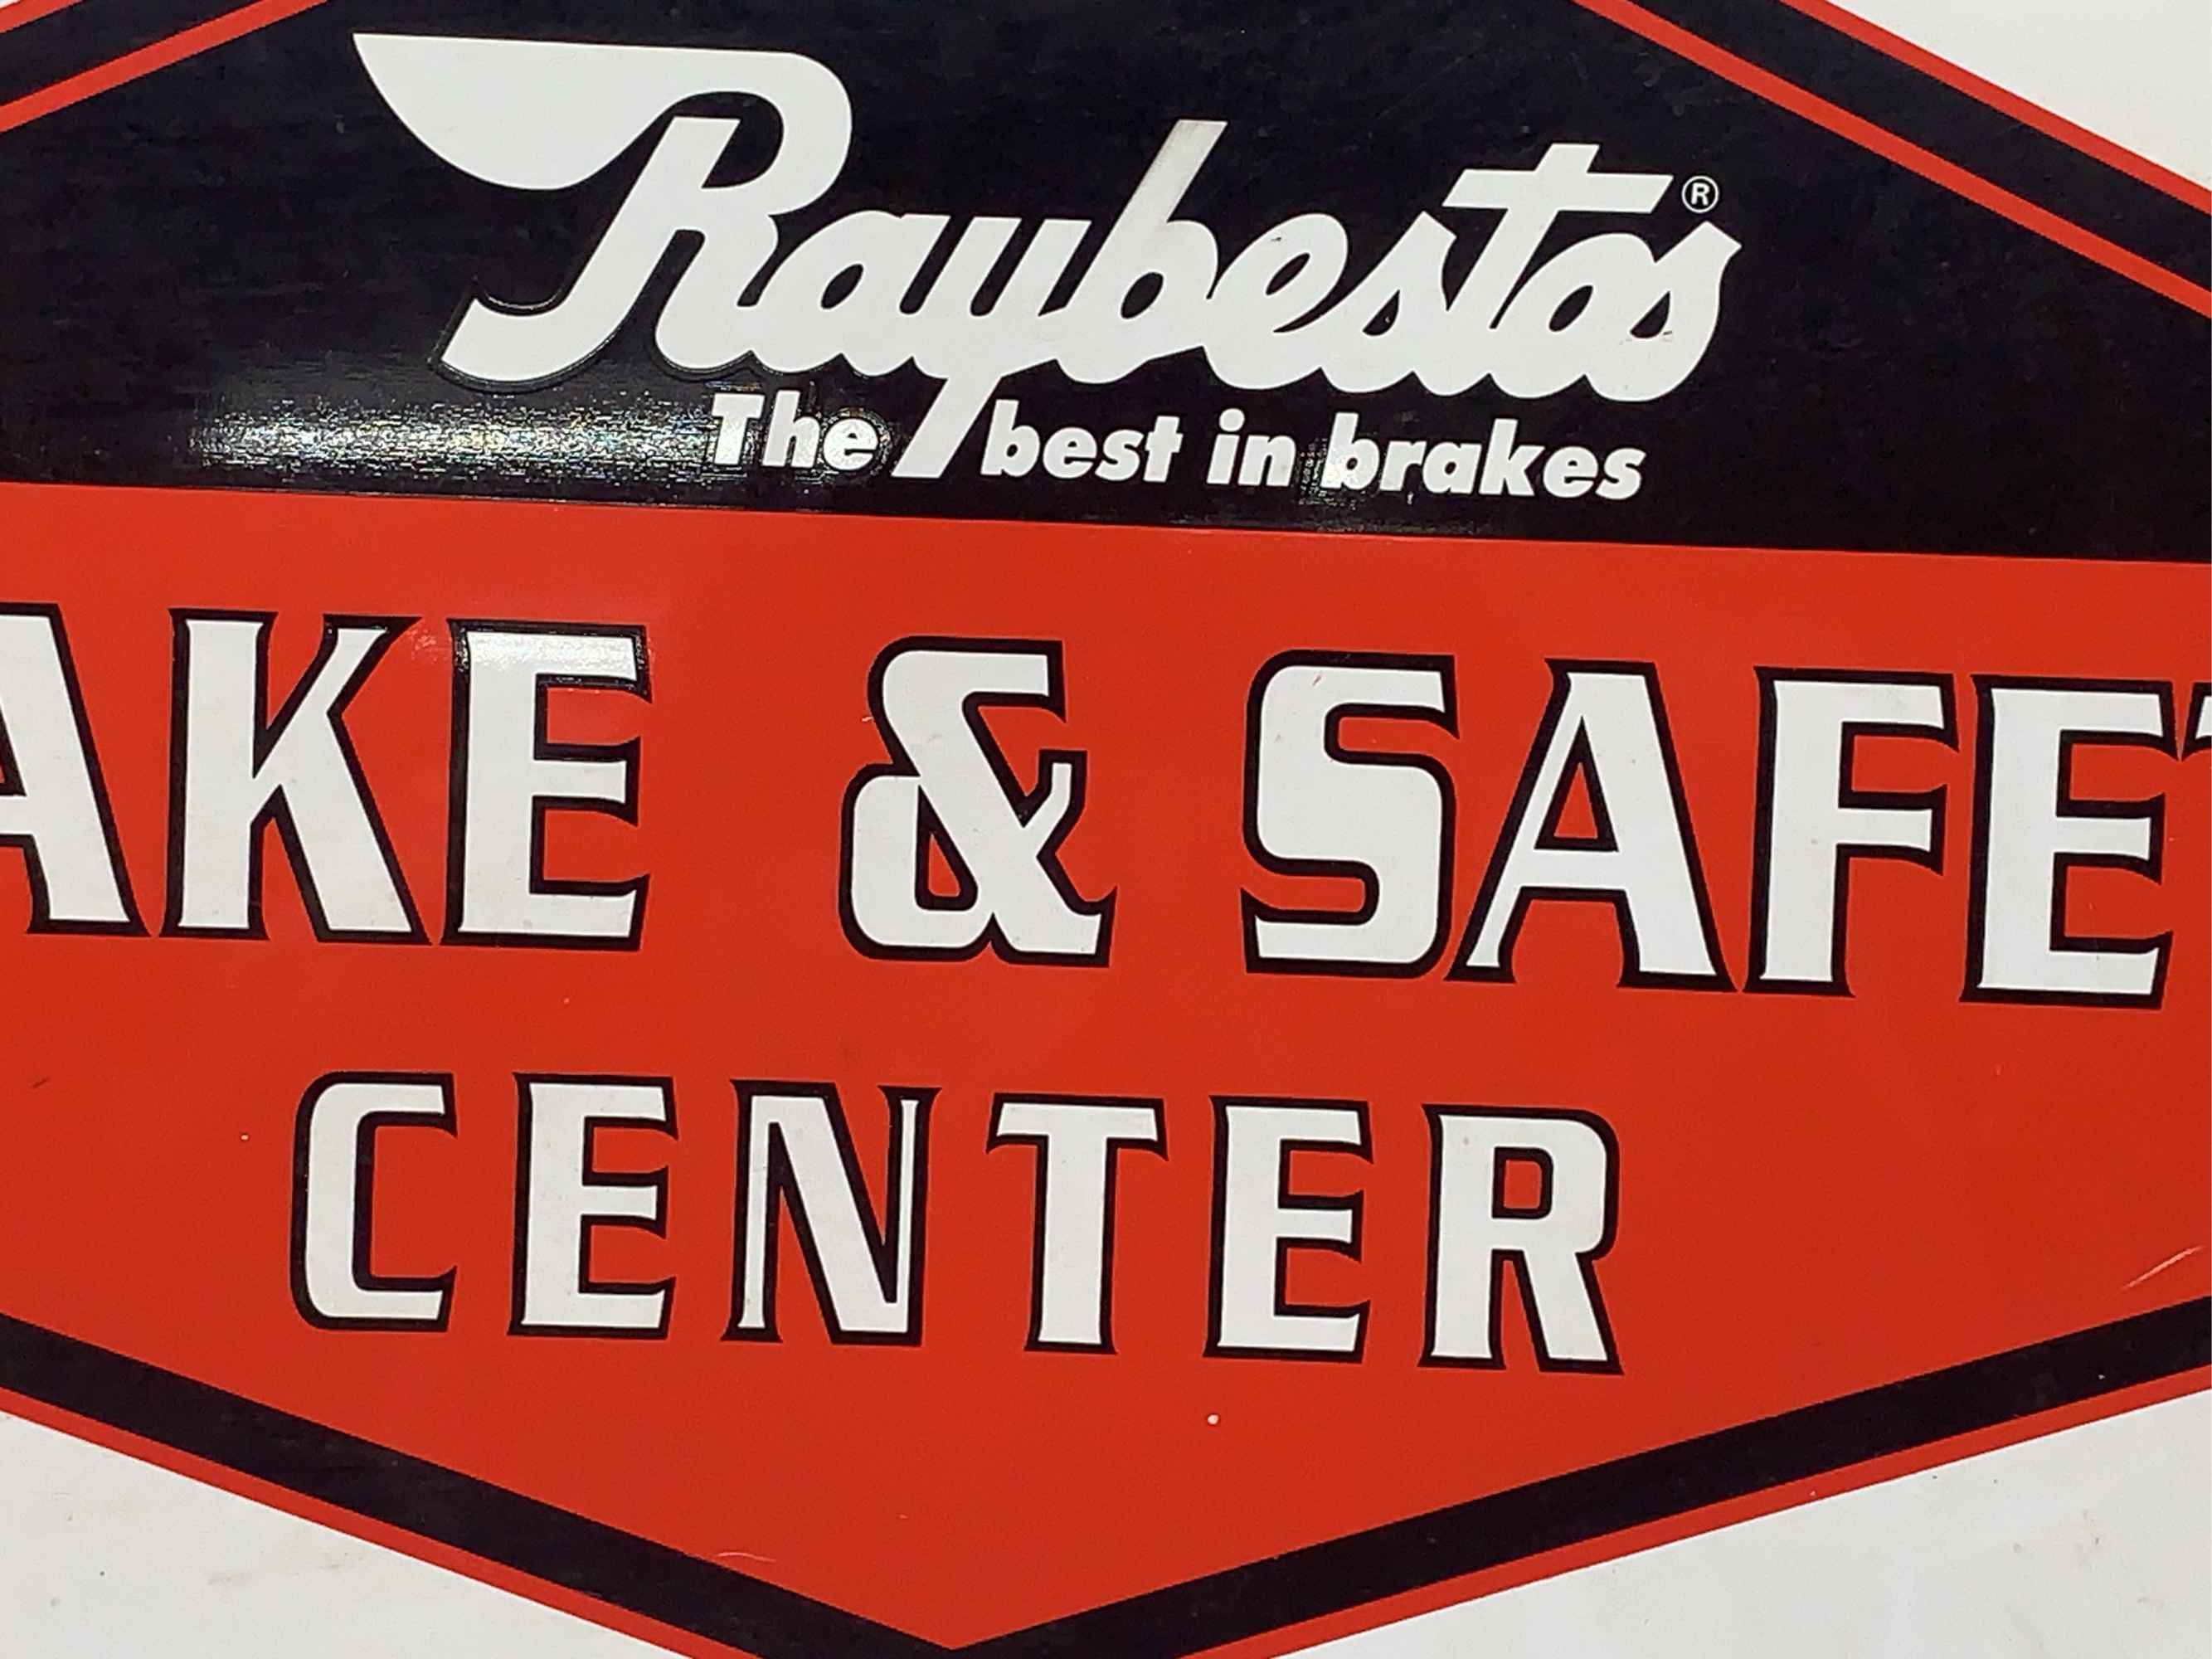 Raybestos®
The best in brakes
AKE & SAFET
CENTER